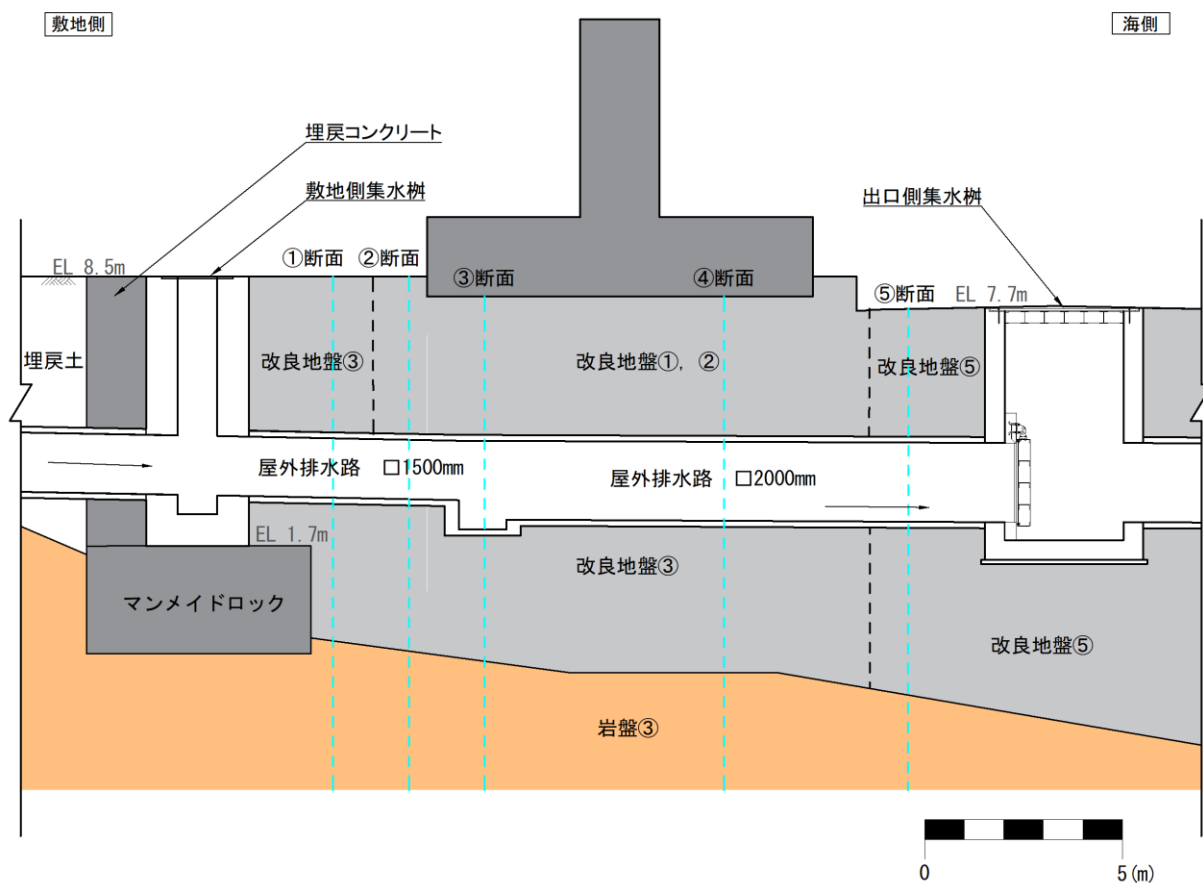 敷地側
海側
埋戻コンクリート
敷地側集水桝
出口側集水桝
①断面
②断面
EL 8.5m
③断面
④断面
⑤断面
EL 7.7m
埋戻土
改良地盤③
改良地盤①, ②
改良地盤⑤
屋外排水路 □1500mm
屋外排水路 □2000mm
EL 1.7m
改良地盤③
マンメイドロック
改良地盤⑤
岩盤③
0
5(m)